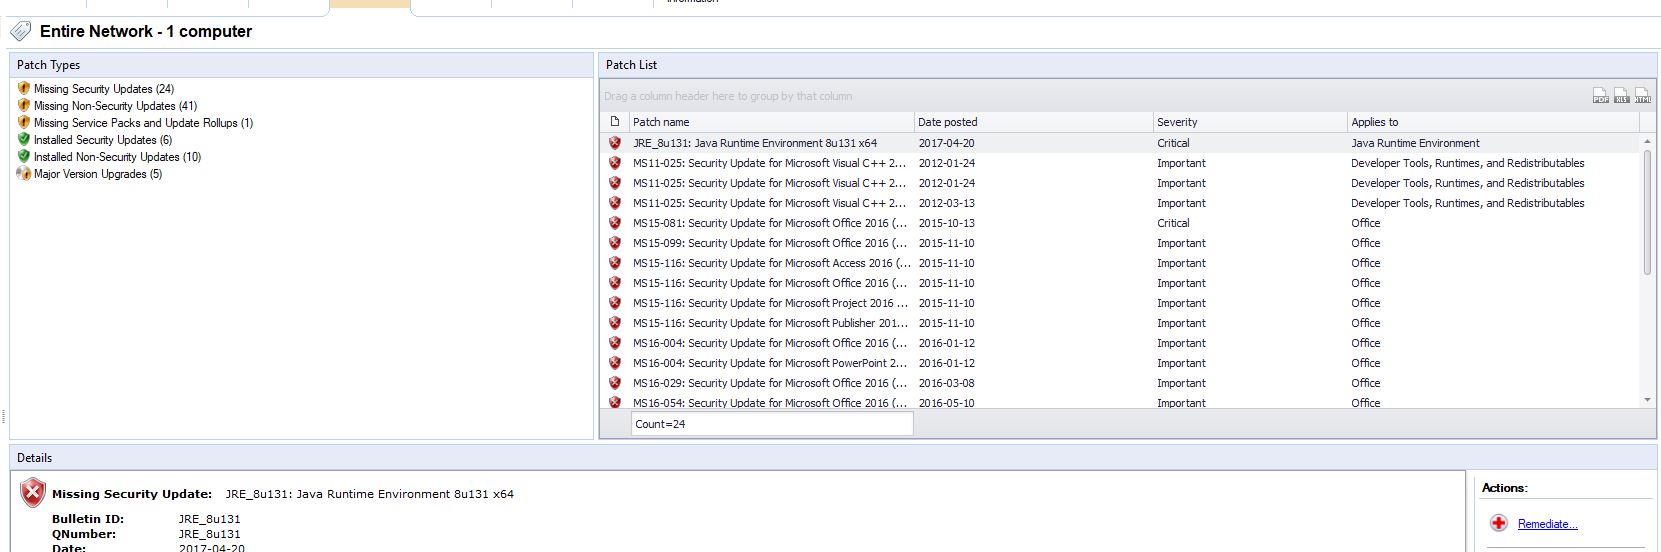 Information
Entire Network - 1 computer
Patch Types
Missing Security Updates (24)
Missing Non-Security Updates (41)
Missing Service Packs and Update Rollups (1)
Installed Security Updates (6)
Installed Non-Security Updates (10)
Major Version Upgrades (5)
Patch List
Drag a column header here to group by that column
PDF XLS HTML
Patch name Date posted Severity Applies to
JRE_8u131: Java Runtime Environment 8u131 x64 2017-04-20 Critical Java Runtime Environment
MS11-025: Security Update for Microsoft Visual C++ 2... 2012-01-24 Important Developer Tools, Runtimes, and Redistributables
MS11-025: Security Update for Microsoft Visual C++ 2... 2012-01-24 Important Developer Tools, Runtimes, and Redistributables
MS11-025: Security Update for Microsoft Visual C++ 2... 2012-03-13 Important Developer Tools, Runtimes, and Redistributables
MS15-081: Security Update for Microsoft Office 2016 (... 2015-10-13 Critical Office
MS15-099: Security Update for Microsoft Office 2016 (... 2015-11-10 Important Office
MS15-116: Security Update for Microsoft Access 2016 (... 2015-11-10 Important Office
MS15-116: Security Update for Microsoft Office 2016 (... 2015-11-10 Important Office
MS15-116: Security Update for Microsoft Project 2016 ... 2015-11-10 Important Office
MS15-116: Security Update for Microsoft Publisher 201... 2015-11-10 Important Office
MS16-004: Security Update for Microsoft Office 2016 (... 2016-01-12 Important Office
MS16-004: Security Update for Microsoft PowerPoint 2... 2016-01-12 Important Office
MS16-029: Security Update for Microsoft Office 2016 (... 2016-03-08 Important Office
MS16-054: Security Update for Microsoft Office 2016 (... 2016-05-10 Important Office
Count=24
Details
Missing Security Update: JRE_8u131: Java Runtime Environment 8u131 x64
Bulletin ID: JRE_8u131
QNumber: JRE_8u131
Date: 2017-04-20
Actions:
Remediate...